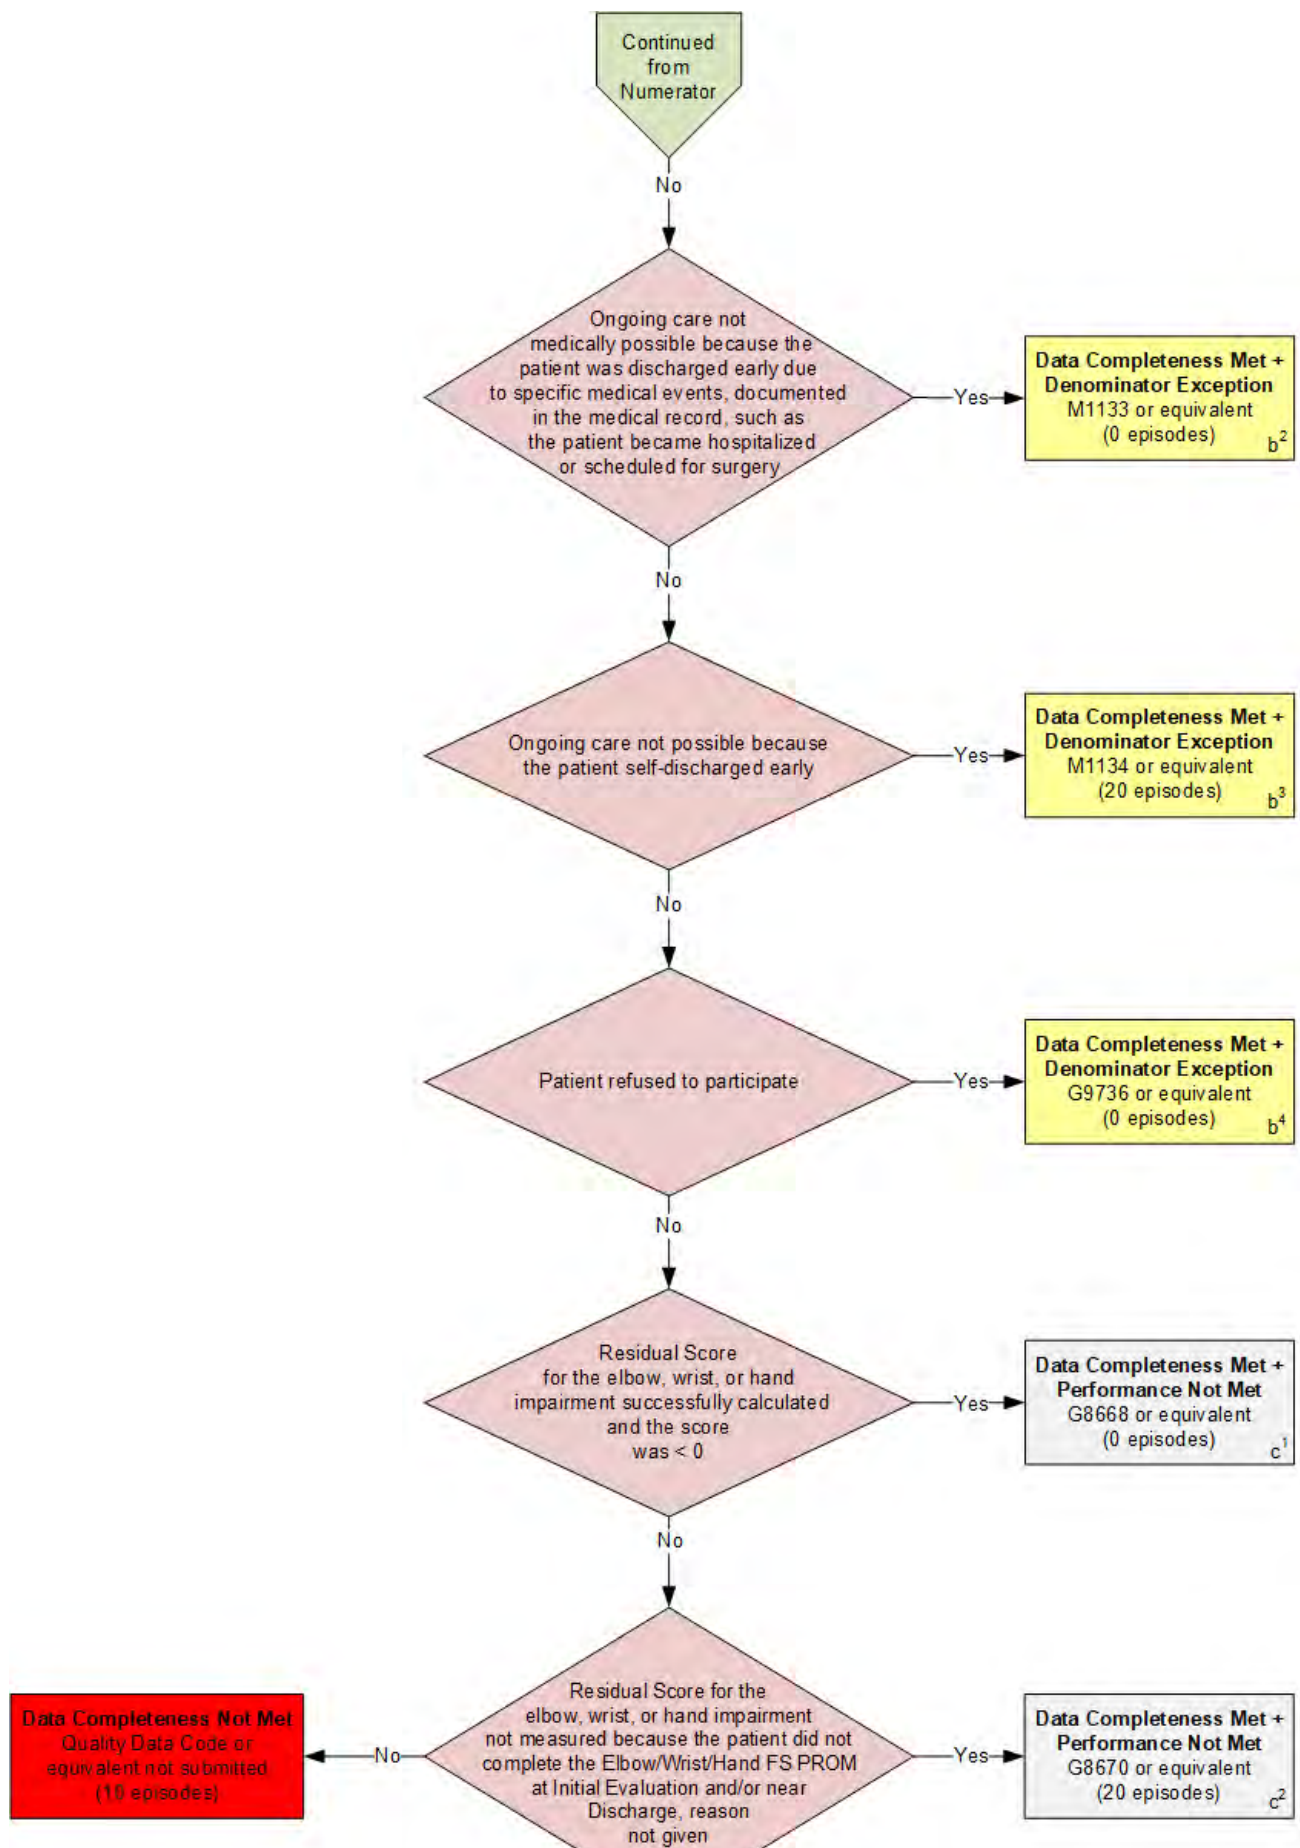 Continued
from
Numerator
No
Ongoing care not
medically possible because the
patient was discharged early due
to specific medical events, documented
in the medical record, such as
the patient became hospitalized
or scheduled for surgery
Yes
Data Completeness Met +
Denominator Exception
M1133 or equivalent
(0 episodes)
b²
No
Ongoing care not possible because
the patient self-discharged early
Yes
Data Completeness Met +
Denominator Exception
M1134 or equivalent
(20 episodes)
b³
No
Patient refused to participate
Yes
Data Completeness Met +
Denominator Exception
G9736 or equivalent
(0 episodes)
b⁴
No
Residual Score
for the elbow, wrist, or hand
impairment successfully calculated
and the score
was < 0
Yes
Data Completeness Met +
Performance Not Met
G8668 or equivalent
(0 episodes)
c¹
No
Residual Score for the
elbow, wrist, or hand impairment
not measured because the patient did not
complete the Elbow/Wrist/Hand FS PROM
at Initial Evaluation and/or near
Discharge, reason
not given
No
Data Completeness Not Met
Quality Data Code or
equivalent not submitted
(10 episodes)
Yes
Data Completeness Met +
Performance Not Met
G8670 or equivalent
(20 episodes)
c²